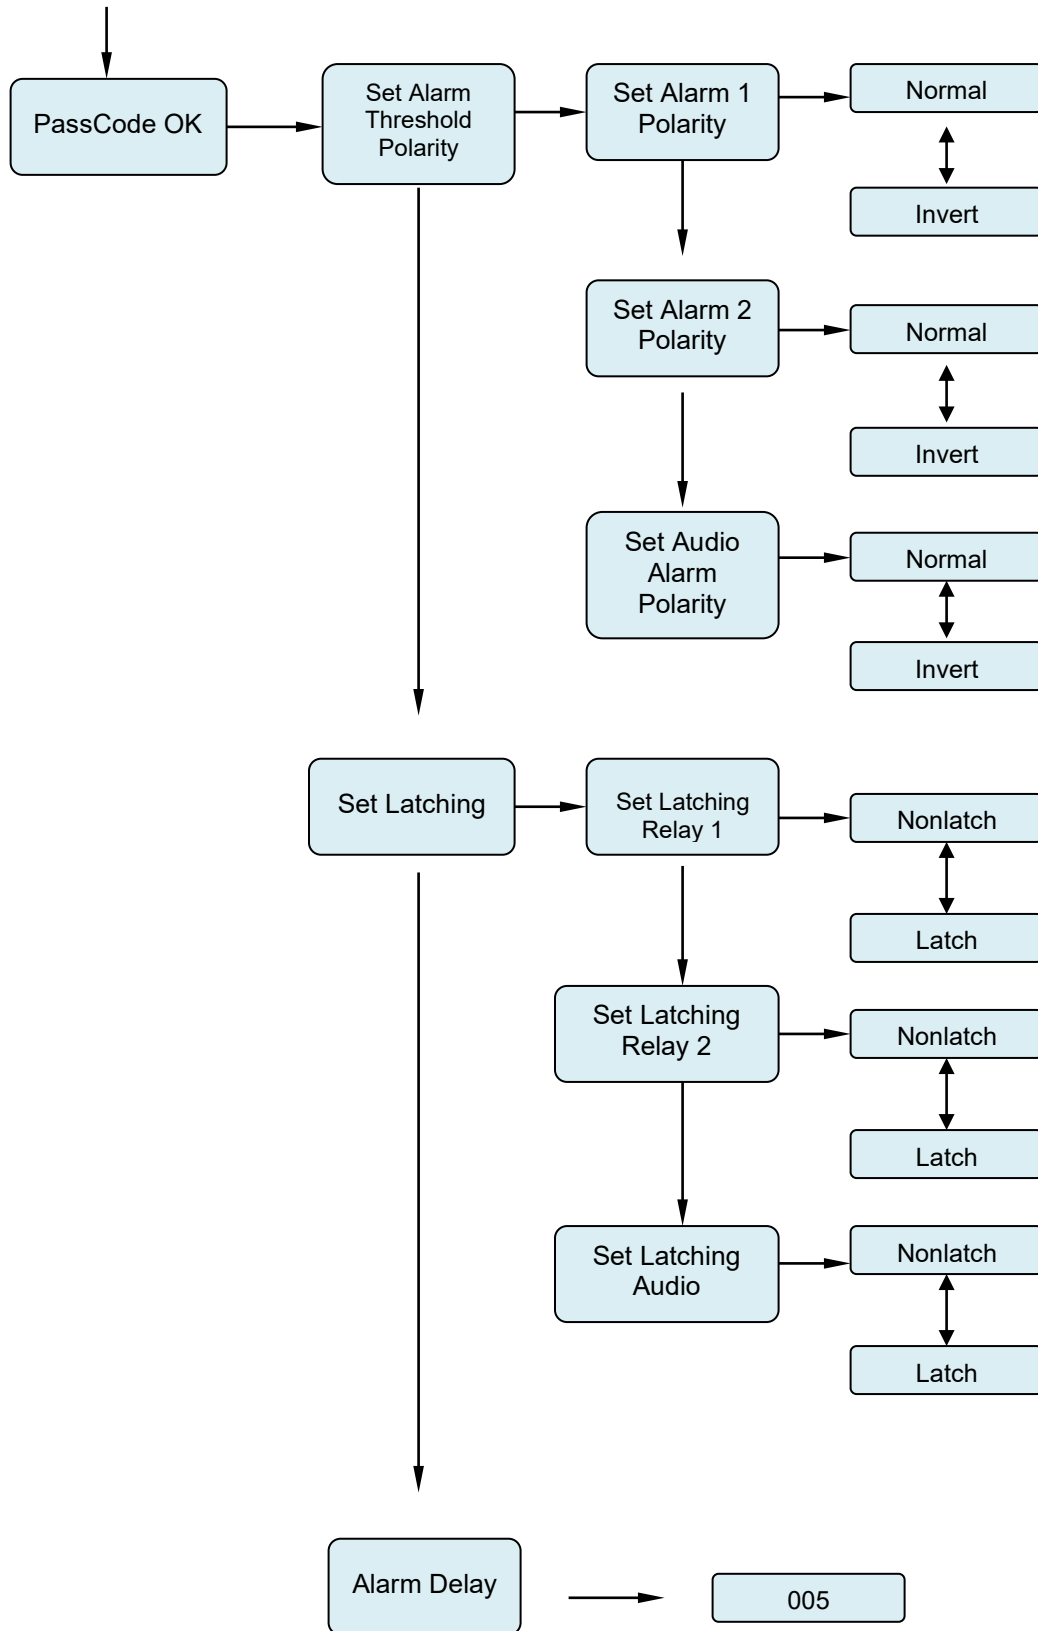 PassCode OK
Set Alarm
Threshold
Polarity
Set Alarm 1
Polarity
Normal
Invert
Set Alarm 2
Polarity
Normal
Invert
Set Audio
Alarm
Polarity
Normal
Invert
Set Latching
Set Latching
Relay 1
Nonlatch
Latch
Set Latching
Relay 2
Nonlatch
Latch
Set Latching
Audio
Nonlatch
Latch
Alarm Delay
005